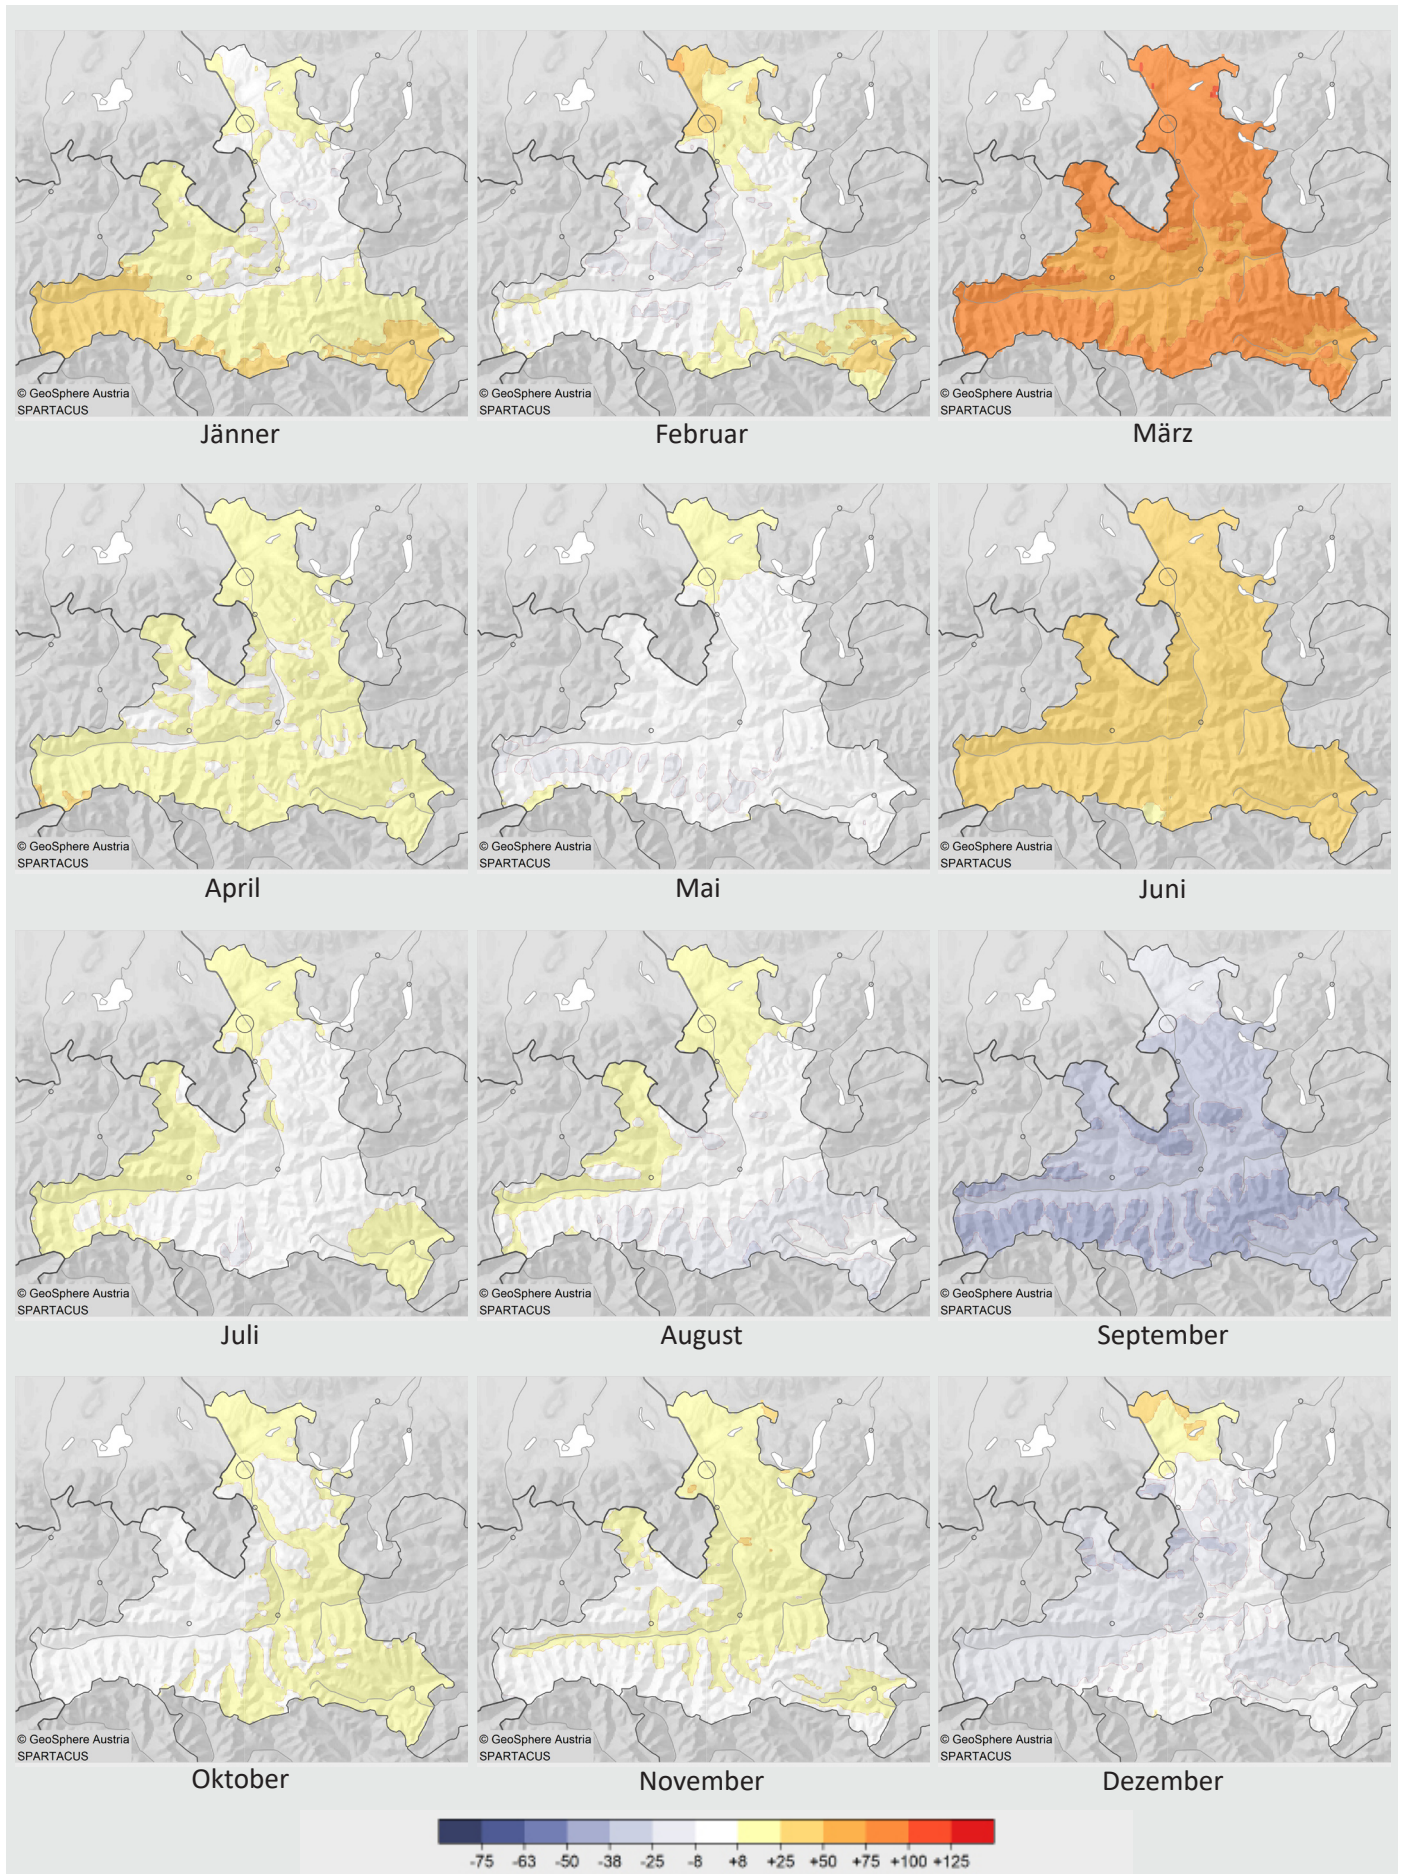 © GeoSphere Austria
SPARTACUS
© GeoSphere Austria
SPARTACUS
© GeoSphere Austria
SPARTACUS
Jänner
Februar
März
© GeoSphere Austria
SPARTACUS
© GeoSphere Austria
SPARTACUS
© GeoSphere Austria
SPARTACUS
April
Mai
Juni
© GeoSphere Austria
SPARTACUS
© GeoSphere Austria
SPARTACUS
© GeoSphere Austria
SPARTACUS
Juli
August
September
© GeoSphere Austria
SPARTACUS
© GeoSphere Austria
SPARTACUS
© GeoSphere Austria
SPARTACUS
Oktober
November
Dezember
-75 -63 -50 -38 -25 -8 +8 +25 +50 +75 +100 +125